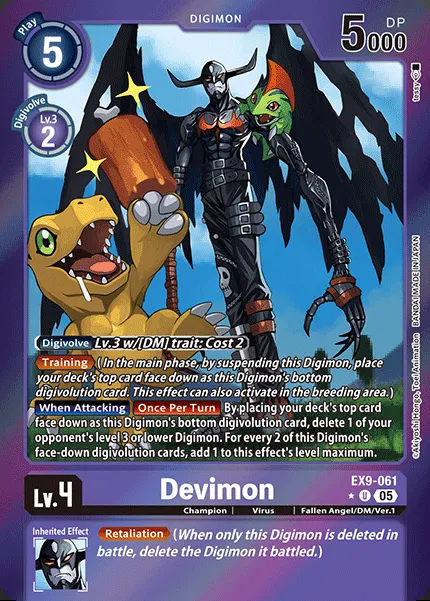 Play
5
DIGIMON
DP
5000
Digivolve
Lv.3
2
BANDAI MADE IN JAPAN
©Akiyoshi Hongo, Toei Animation
Digivolve Lv.3 w/[DM] trait: Cost 2
Training (In the main phase, by suspending this Digimon, place
your deck's top card face down as this Digimon's bottom
digivolution card. This effect can also activate in the breeding area.)
When Attacking Once Per Turn By placing your deck's top card
face down as this Digimon's bottom digivolution card, delete 1 of your
opponent's level 3 or lower Digimon. For every 2 of this Digimon's
face-down digivolution cards, add 1 to this effect's level maximum.
Lv.4
Devimon
EX9-061
U 05
Champion Virus Fallen Angel/DM/Ver.1
Inherited Effect
Retaliation (When only this Digimon is deleted in
battle, delete the Digimon it battled.)